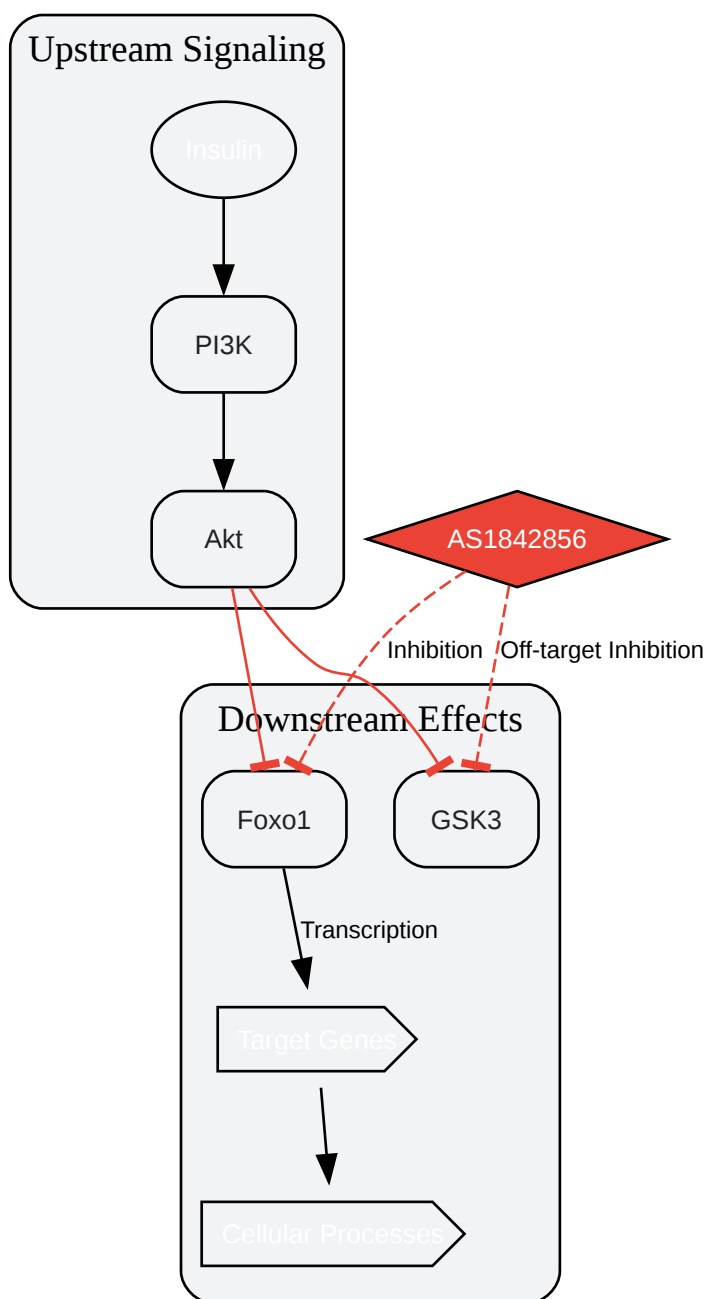 Upstream Signaling
Insulin
PI3K
Akt
AS1842856
Inhibition
Off-target Inhibition
Downstream Effects
Foxo1
GSK3
Transcription
Target Genes
Cellular Processes